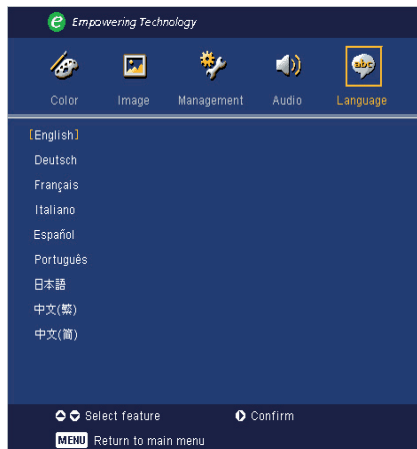 e Empowering Technology
Color Image Management Audio Language
abc
[English]
Deutsch
Français
Italiano
Español
Português
日本語
中文(繁)
中文(简)
Select feature Confirm
MENU Return to main menu